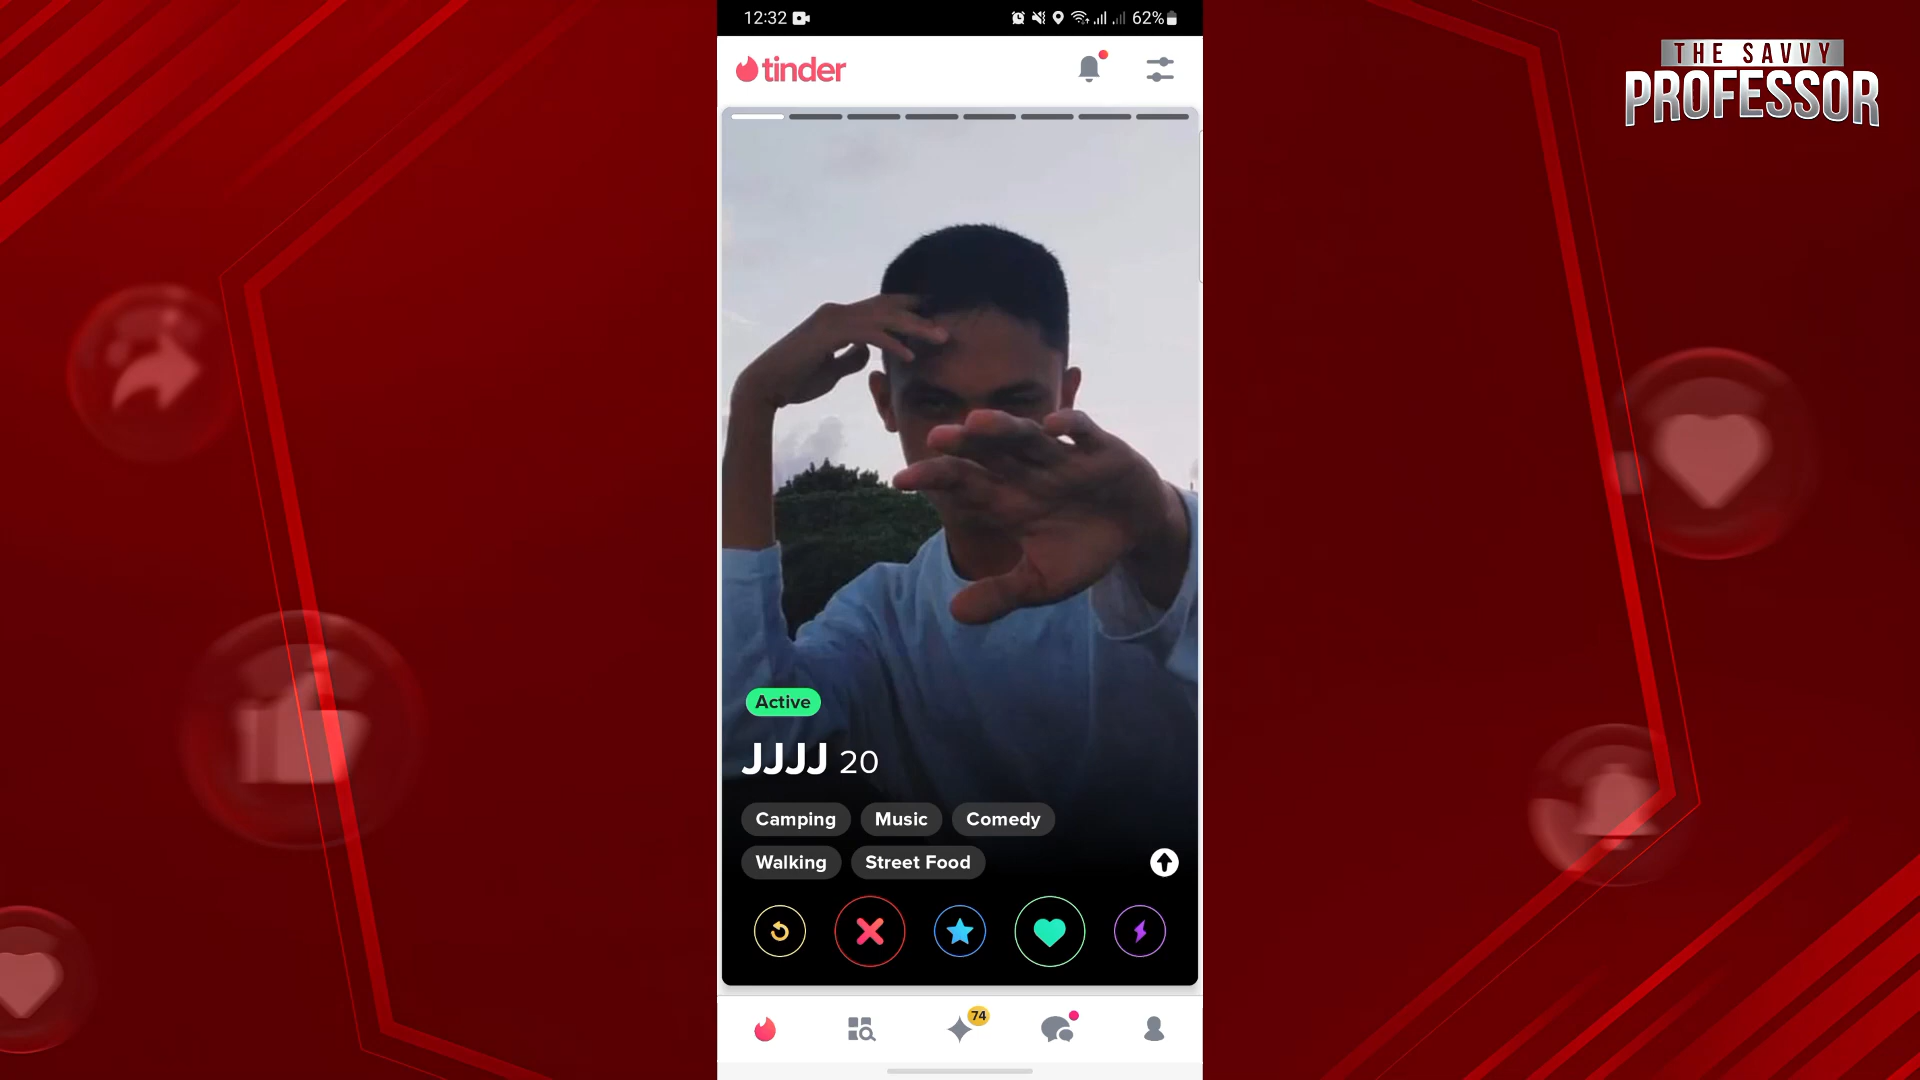 12:32
62%
THE SAVVY
PROFESSOR
tinder
Active
JJJJ 20
Camping
Music
Comedy
Walking
Street Food
74